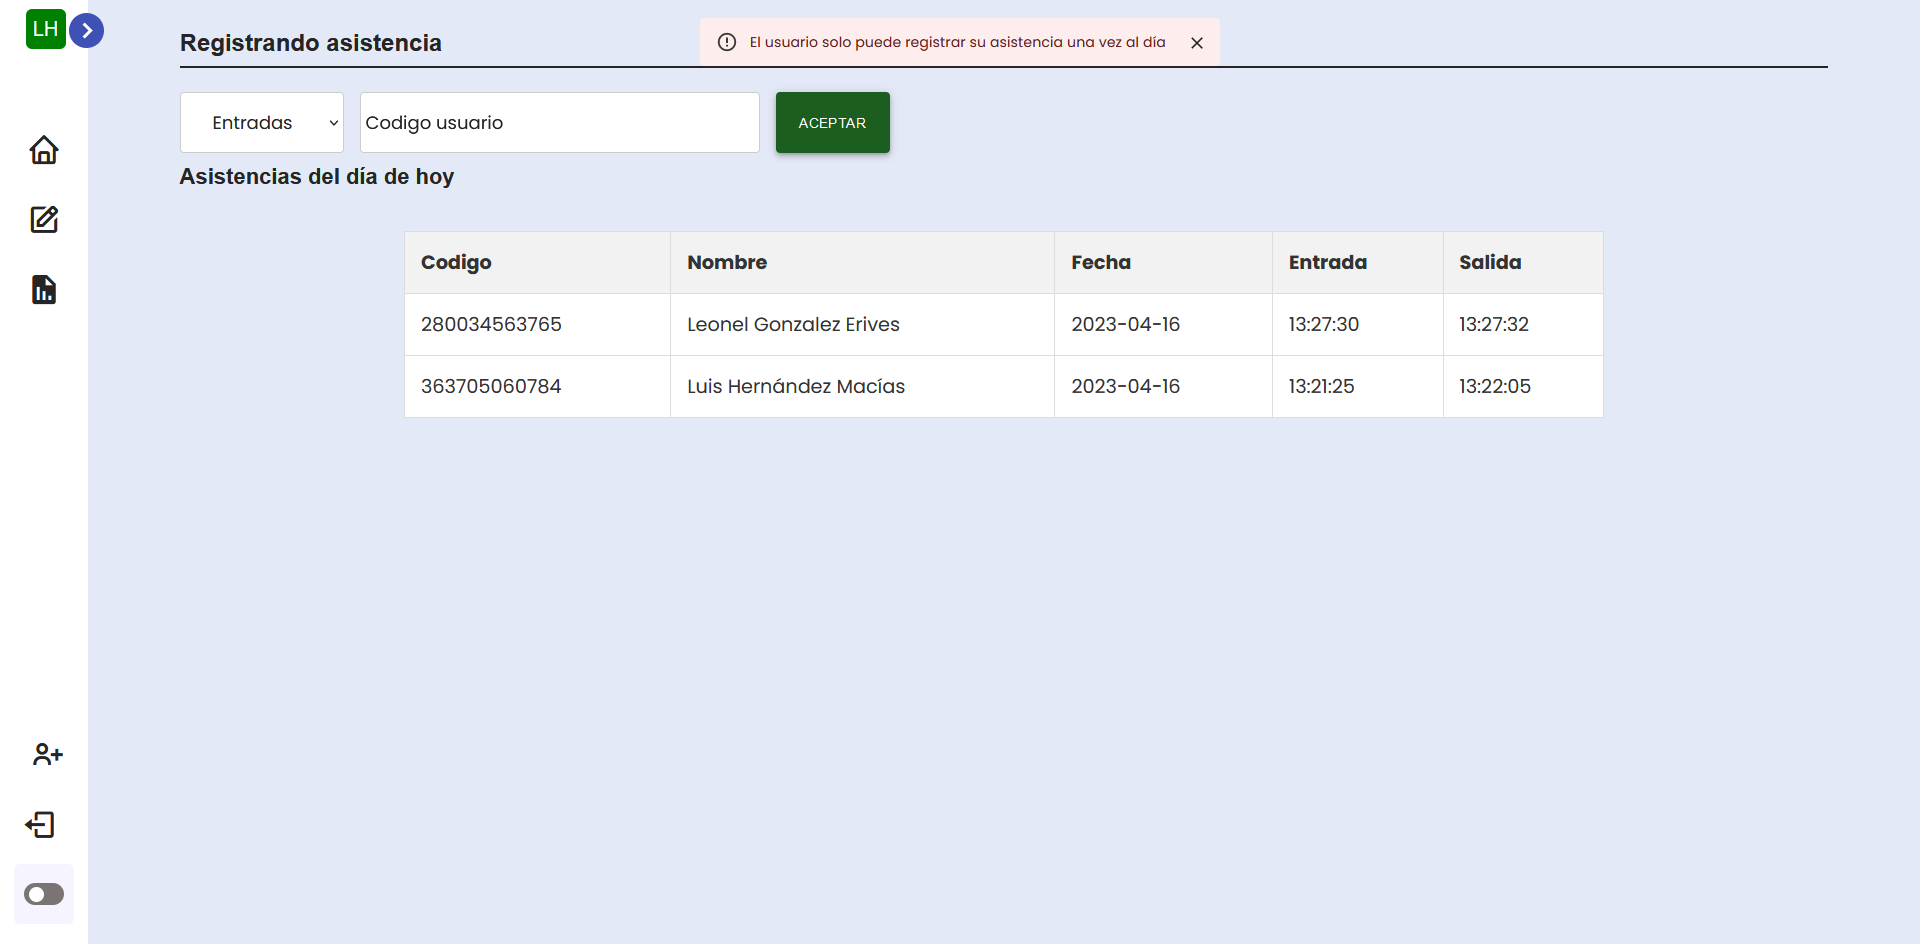 LH
Registrando asistencia
El usuario solo puede registrar su asistencia una vez al día
Entradas
Codigo usuario
ACEPTAR
Asistencias del día de hoy
Codigo Nombre Fecha Entrada Salida
280034563765 Leonel Gonzalez Erives 2023-04-16 13:27:30 13:27:32
363705060784 Luis Hernández Macías 2023-04-16 13:21:25 13:22:05